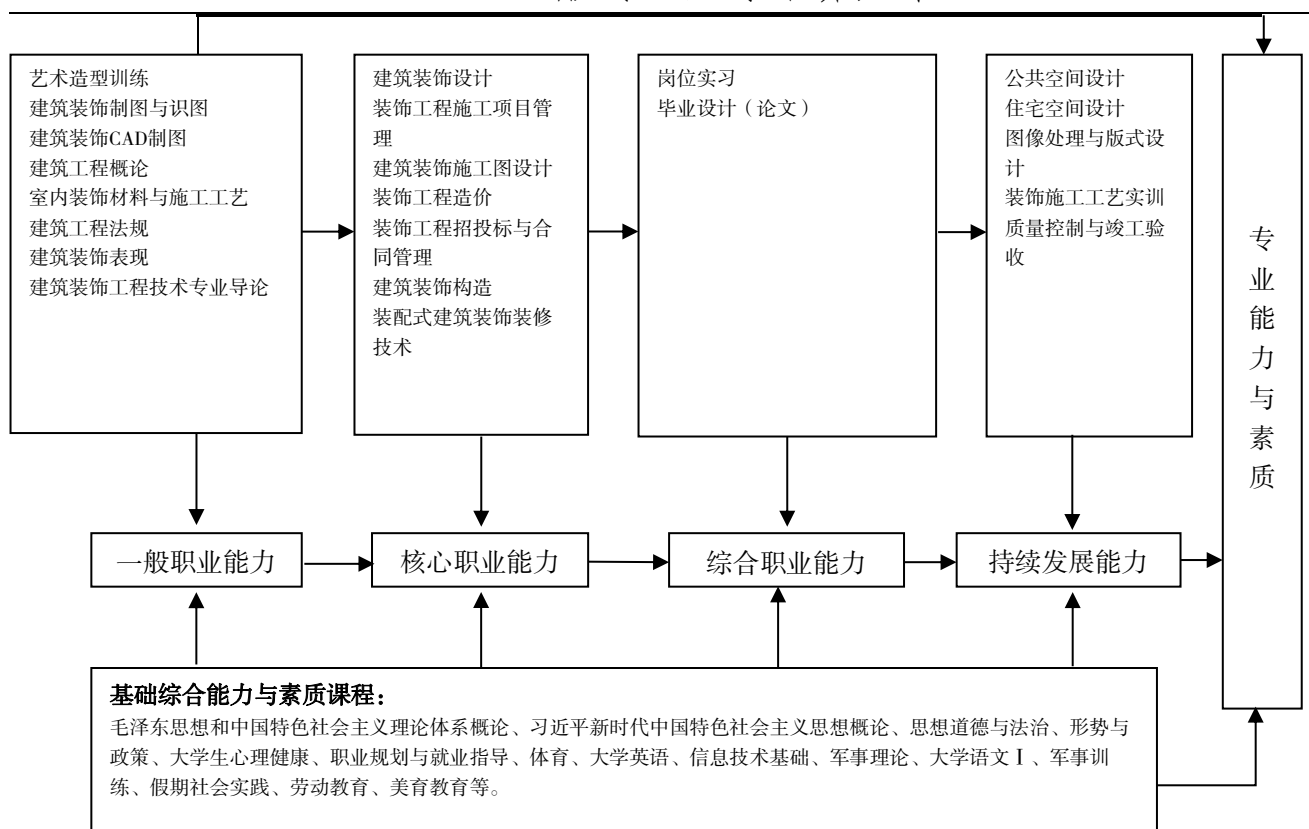 艺术造型训练
建筑装饰制图与识图
建筑装饰CAD制图
建筑工程概论
室内装饰材料与施工工艺
建筑工程法规
建筑装饰表现
建筑装饰工程技术专业导论
建筑装饰设计
装饰工程施工项目管
理
建筑装饰施工图设计
装饰工程造价
装饰工程招投标与合
同管理
建筑装饰构造
装配式建筑装饰装修
技术
岗位实习
毕业设计（论文）
公共空间设计
住宅空间设计
图像处理与版式设
计
装饰施工工艺实训
质量控制与竣工验
收
专业能力与素质
一般职业能力
核心职业能力
综合职业能力
持续发展能力
基础综合能力与素质课程：
毛泽东思想和中国特色社会主义理论体系概论、习近平新时代中国特色社会主义思想概论、思想道德与法治、形势与
政策、大学生心理健康、职业规划与就业指导、体育、大学英语、信息技术基础、军事理论、大学语文Ⅰ、军事训
练、假期社会实践、劳动教育、美育教育等。